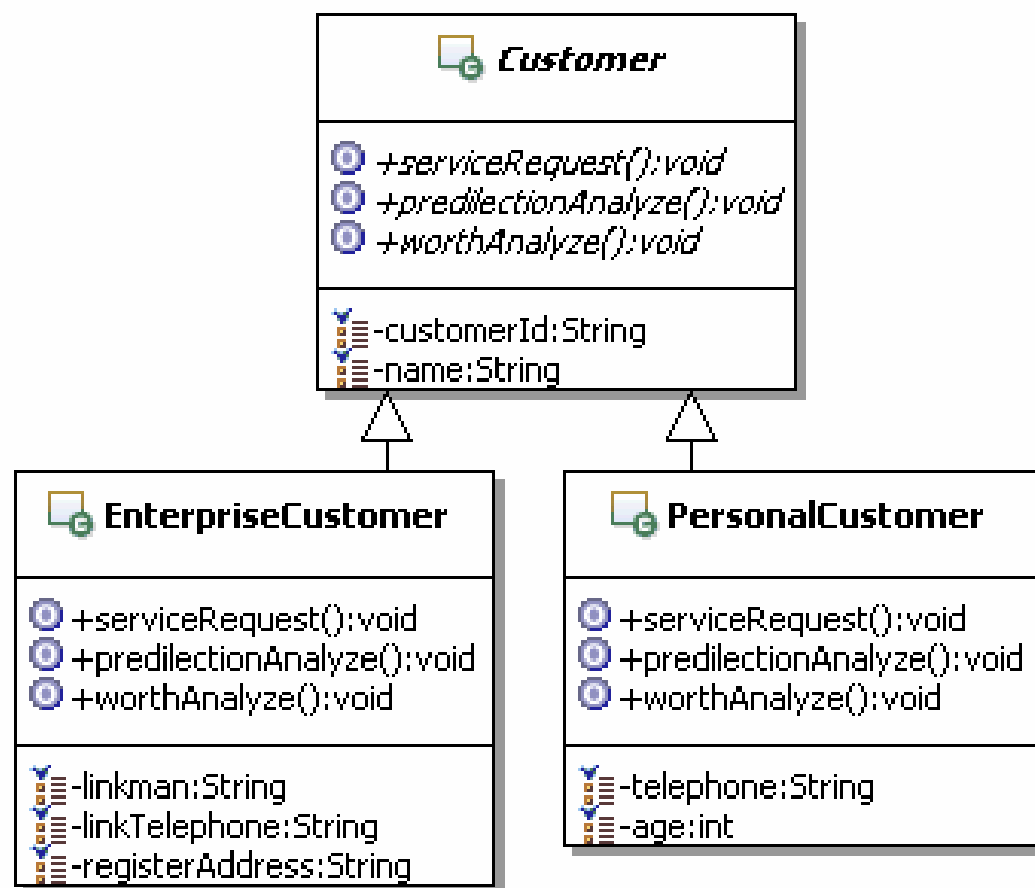 Customer
+serviceRequest():void
+predilectionAnalyze():void
+worthAnalyze():void
-customerId:String
-name:String
EnterpriseCustomer
+serviceRequest():void
+predilectionAnalyze():void
+worthAnalyze():void
-linkman:String
-linkTelephone:String
-registerAddress:String
PersonalCustomer
+serviceRequest():void
+predilectionAnalyze():void
+worthAnalyze():void
-telephone:String
-age:int